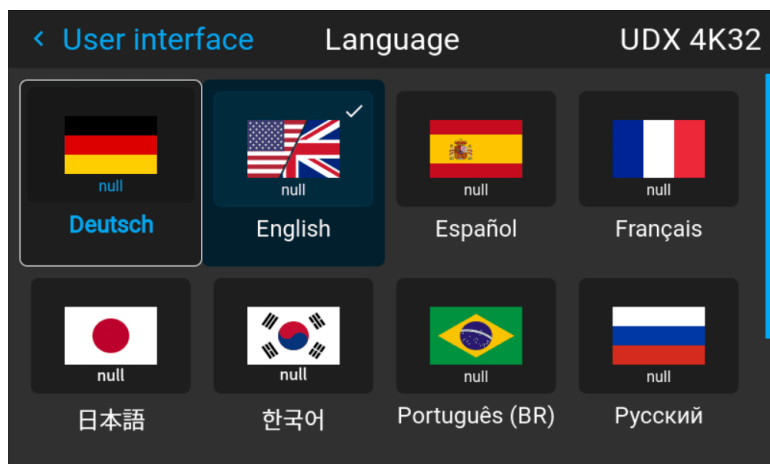 < User interface Language UDX 4K32
null null null null
Deutsch English Español Français
null null null null
日本語 한국어 Português (BR) Русский